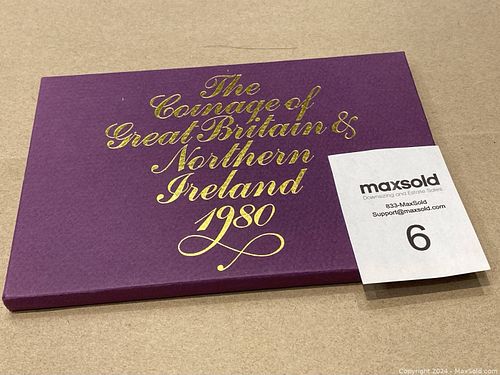 The
Coinage of
Great Britain &
Northern
Ireland
1980
maxsold
Downsizing and Estate Sales
833-MaxSold
Support@maxsold.com
6
Copyright 2024 - MaxSold.com